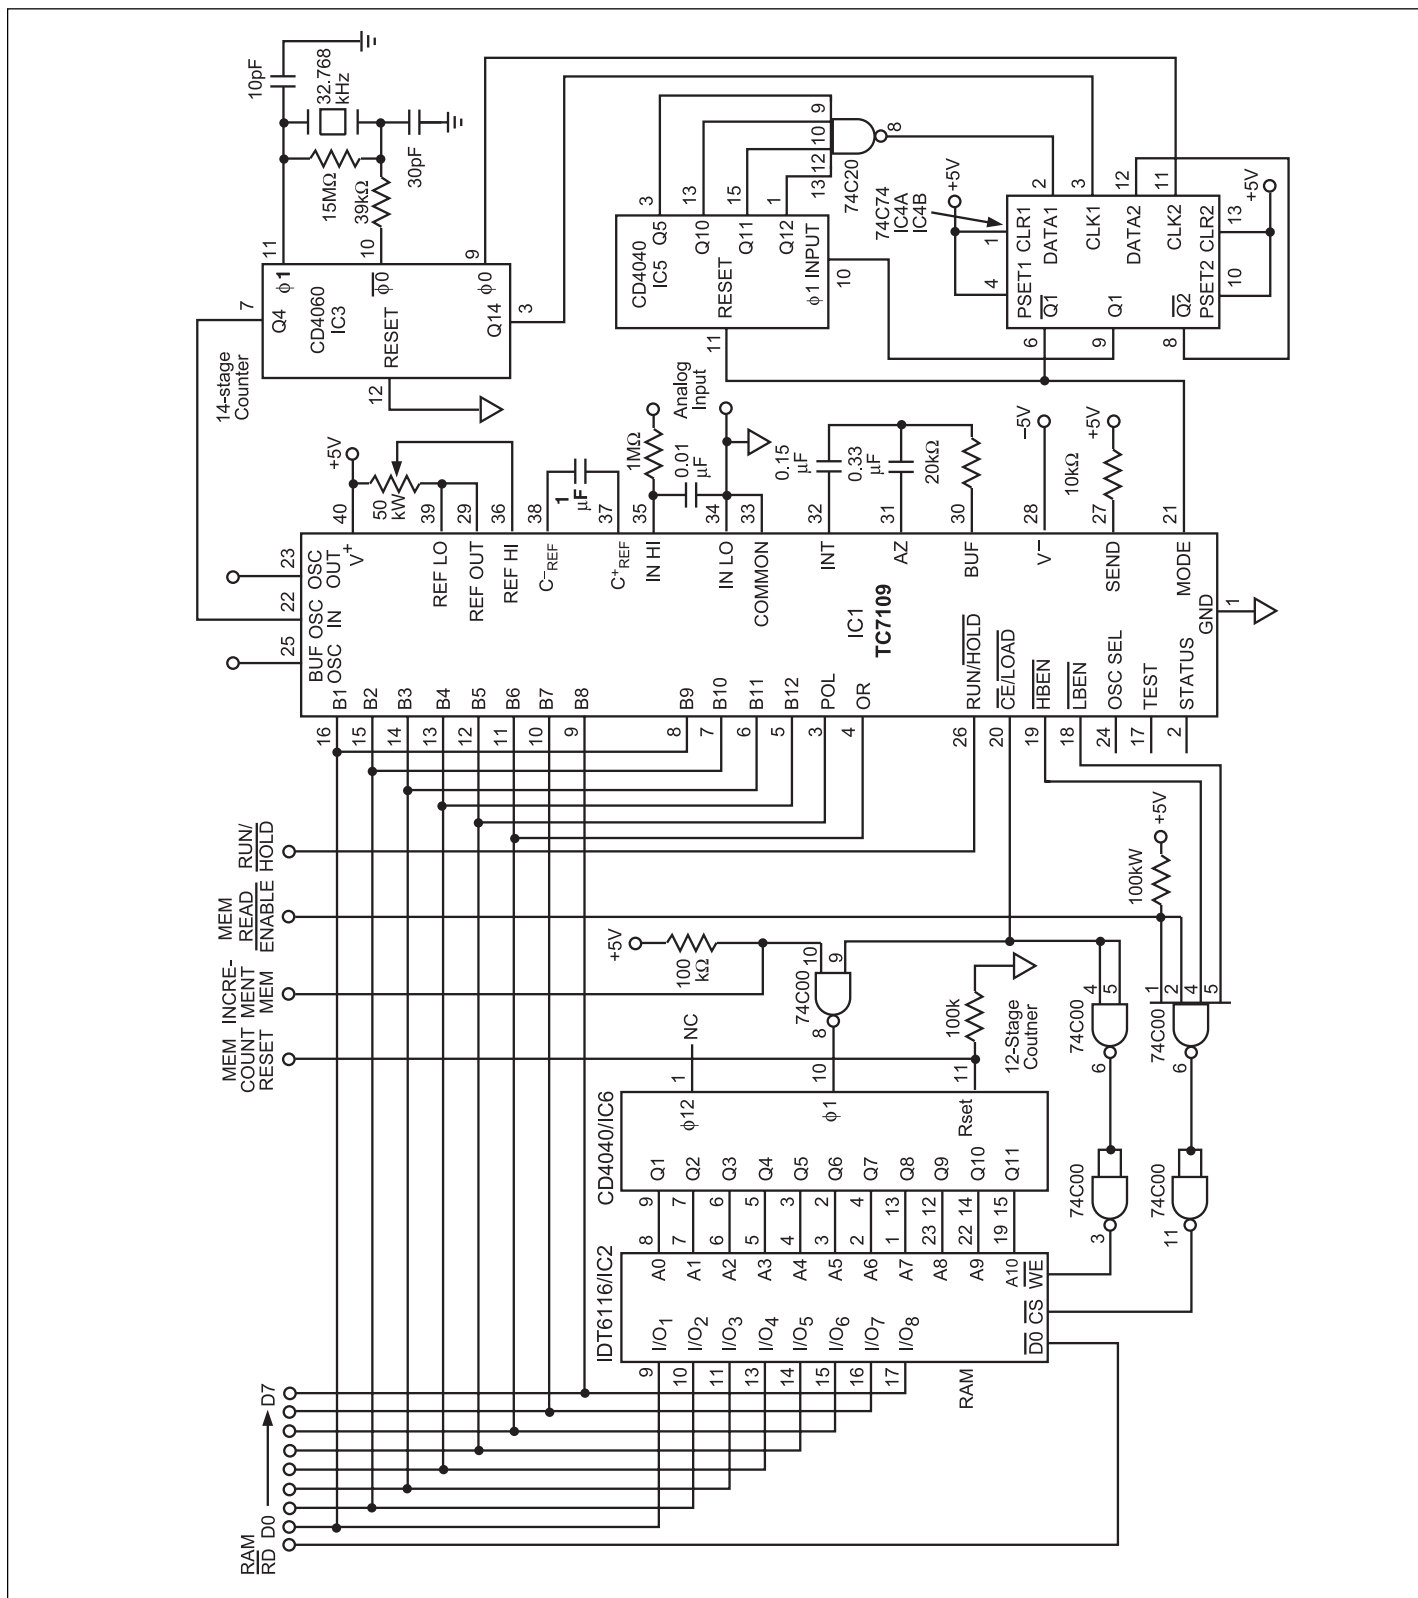 10pF
32.768
kHz
15MΩ
39kΩ
30pF
11
10
9
7
Q4
ϕ1
CD4060
IC3
ϕ0
RESET
ϕ0
Q14
3
12
14-stage
Counter
3
13
15
1
CD4040
IC5
Q5
Q10
Q11
Q12
RESET
ϕ1 INPUT
10
11
9
10
12
13
8
74C20
74C74
IC4A
IC4B
+5V
2
3
12
11
+5V
1
4
CLR1
DATA1
CLK1
DATA2
CLK2
CLR2
13
10
PSET1
Q1
Q1
Q2
PSET2
6
9
8
+5V
50
kW
1
µF
1MΩ
0.01
µF
Analog
Input
0.15
µF
0.33
µF
20kΩ
–5V
10kΩ
+5V
40
39
29
36
38
37
35
34
33
32
31
30
28
27
21
23
22
25
OSC
OUT
OSC
IN
BUF
OSC
V+
REF LO
REF OUT
REF HI
C–REF
C+REF
IN HI
IN LO
COMMON
INT
AZ
BUF
V–
SEND
MODE
IC1
TC7109
GND
1
B1
B2
B3
B4
B5
B6
B7
B8
B9
B10
B11
B12
POL
OR
RUN/HOLD
CE/LOAD
HBEN
LBEN
OSC SEL
TEST
STATUS
16
15
14
13
12
11
10
9
8
7
6
5
3
4
26
20
19
18
24
17
2
RUN/
HOLD
MEM
READ
ENABLE
INCRE-
MENT
MEM
MEM
COUNT
RESET
+5V
100
kΩ
NC
10
9
74C00
8
100k
12-Stage
Coutner
+5V
100kW
4
5
74C00
6
1
2
4
5
74C00
6
1
10
11
CD4040/IC6
ϕ12
ϕ1
Rset
Q1
Q2
Q3
Q4
Q5
Q6
Q7
Q8
Q9
Q10
Q11
9
7
6
5
3
2
4
13
12
14
15
8
7
6
5
4
3
2
1
23
22
19
74C00
3
74C00
11
IDT6116/IC2
A0
A1
A2
A3
A4
A5
A6
A7
A8
A9
A10
WE
CS
D0
I/O1
I/O2
I/O3
I/O4
I/O5
I/O6
I/O7
I/O8
RAM
9
10
11
13
14
15
16
17
D7
D0
RAM
RD